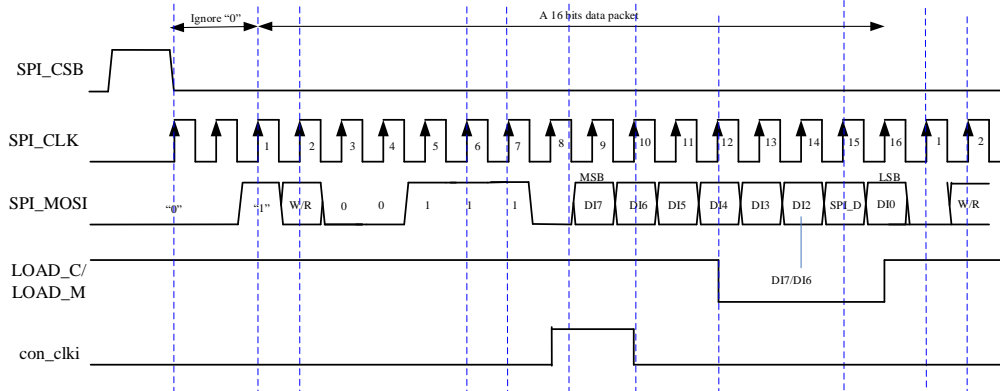 Ignore “0”
A 16 bits data packet
SPI_CSB
SPI_CLK
1 2 3 4 5 6 7 8 9 10 11 12 13 14 15 16 1 2
MSB LSB
SPI_MOSI
“0” “1” W/R 0 0 1 1 1 DI7 DI6 DI5 DI4 DI3 DI2 SPI_D DI0 W/R
LOAD_C/
LOAD_M
DI7/DI6
con_clki